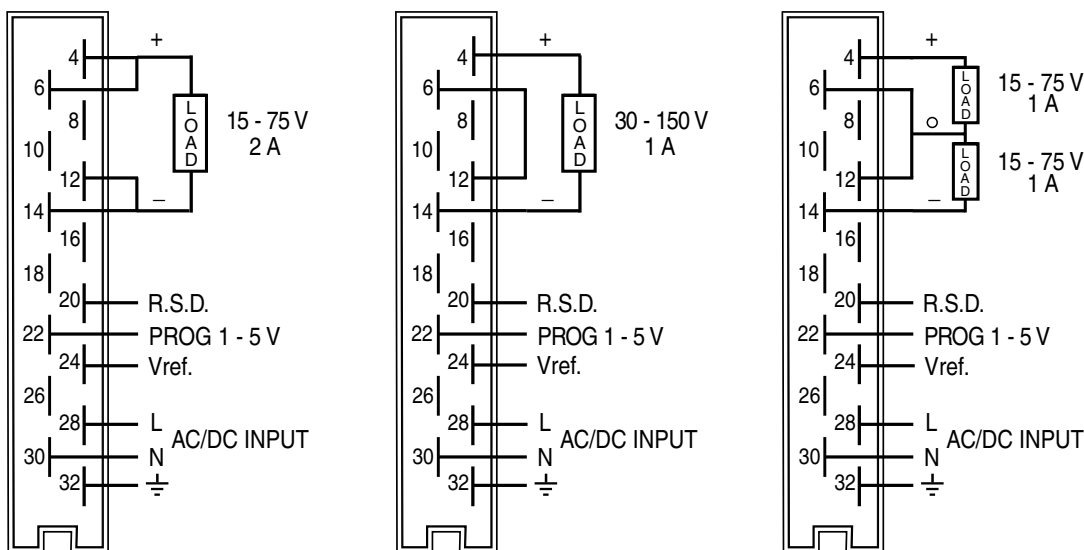 4
+
6
LOAD
15 - 75 V
2 A
8
10
12
14
–
16
18
20
R.S.D.
22
PROG 1 - 5 V
24
Vref.
26
28
L
AC/DC INPUT
30
N
32
4
+
6
LOAD
30 - 150 V
1 A
8
10
12
14
–
16
18
20
R.S.D.
22
PROG 1 - 5 V
24
Vref.
26
28
L
AC/DC INPUT
30
N
32
4
+
LOAD
15 - 75 V
1 A
6
8
o
10
LOAD
15 - 75 V
1 A
12
14
–
16
18
20
R.S.D.
22
PROG 1 - 5 V
24
Vref.
26
28
L
AC/DC INPUT
30
N
32